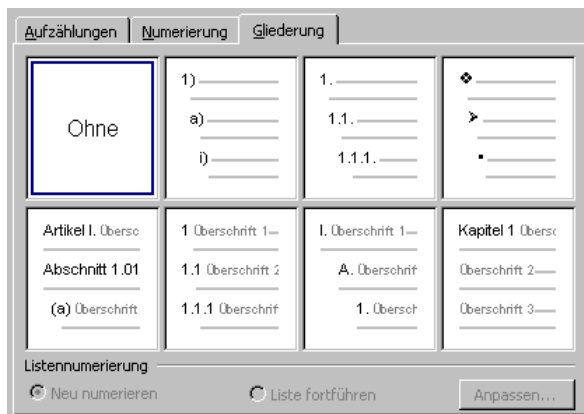 Aufzählungen Numerierung Gliederung
Ohne
1)
a)
i)
1.
1.1.
1.1.1.
Artikel I. Übersc
Abschnitt 1.01
(a) Überschrift
1 Überschrift 1
1.1 Überschrift 2
1.1.1 Überschrif
I. Überschrift 1
A. Überschrif
1. Übersch
Kapitel 1 Übersc
Überschrift 2
Überschrift 3
Listennumerierung
Neu numerieren Liste fortführen Anpassen...